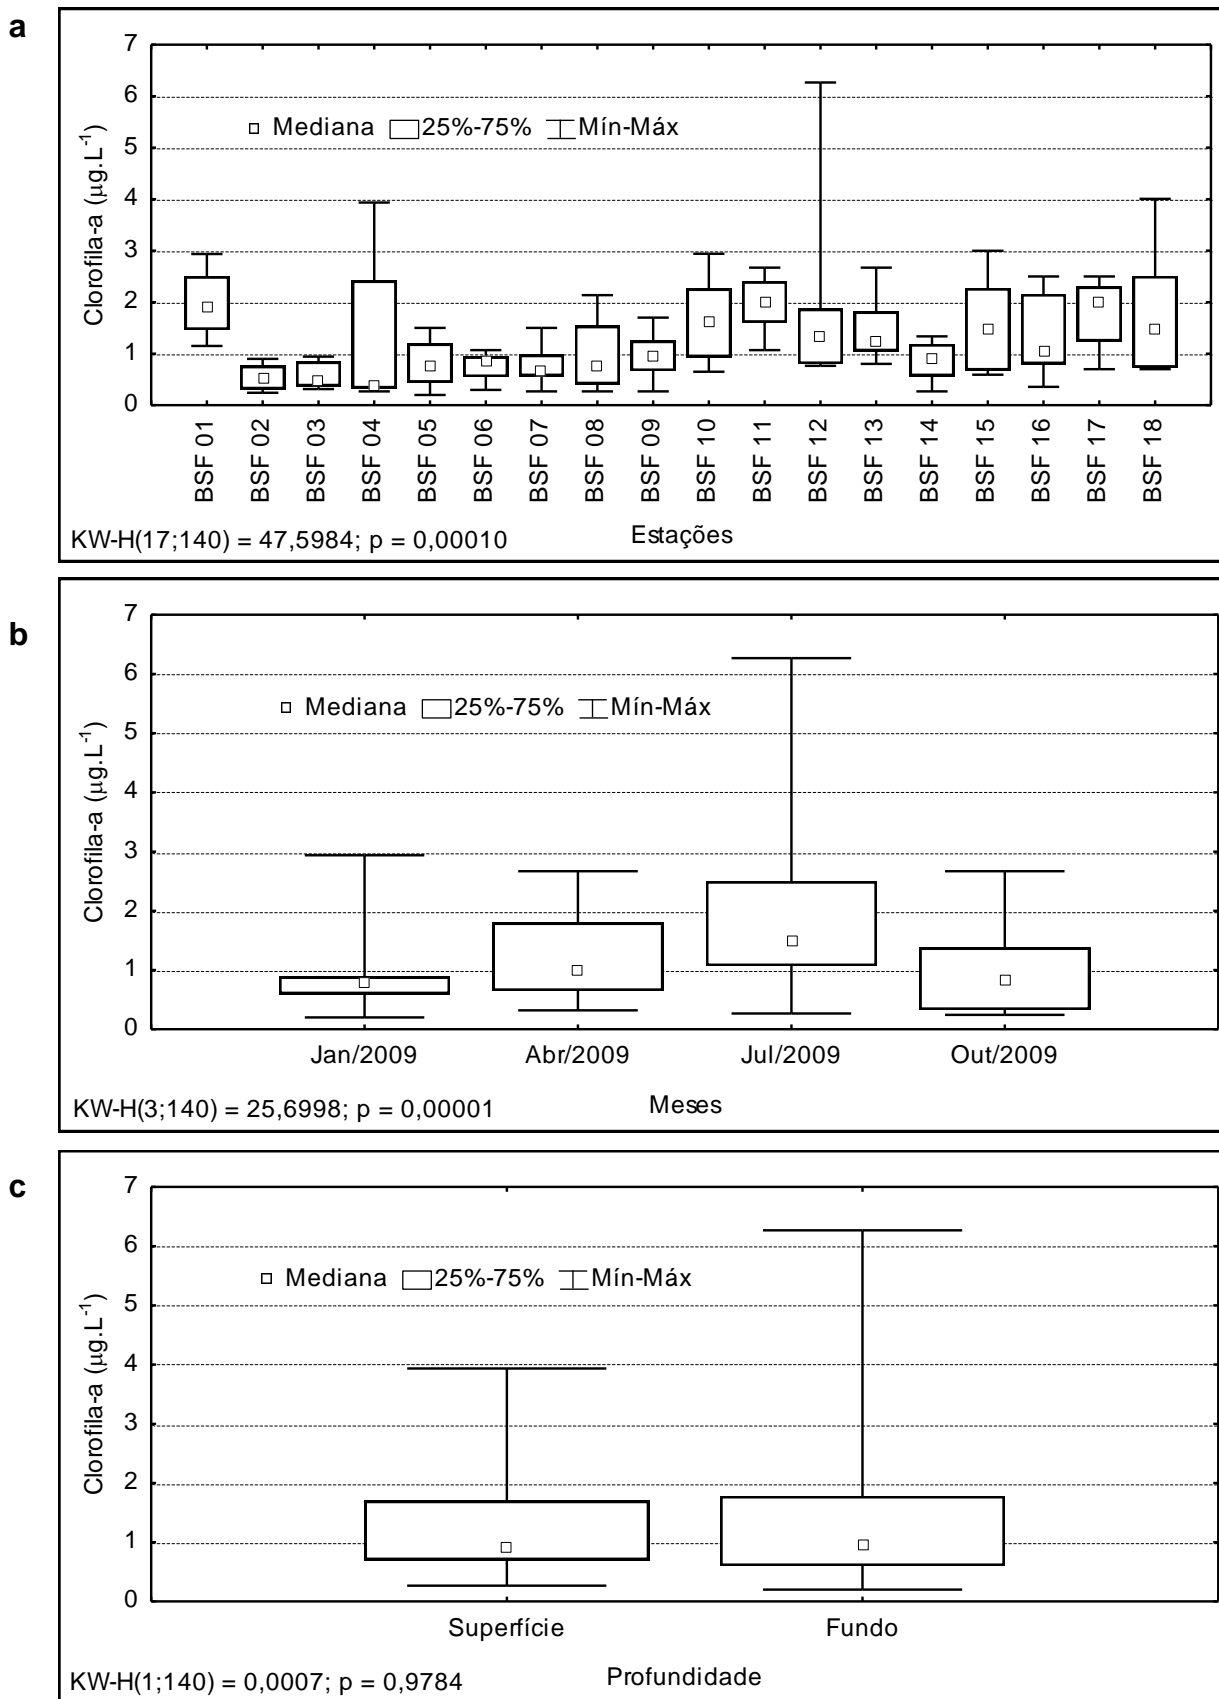 a
7
6
5
4
3
2
1
0
Clorofila-a (µg.L-1)
Mediana 25%-75% Mín-Máx
BSF 01
BSF 02
BSF 03
BSF 04
BSF 05
BSF 06
BSF 07
BSF 08
BSF 09
BSF 10
BSF 11
BSF 12
BSF 13
BSF 14
BSF 15
BSF 16
BSF 17
BSF 18
Estações
KW-H(17;140) = 47,5984; p = 0,00010
b
7
6
5
4
3
2
1
0
Clorofila-a (µg.L-1)
Mediana 25%-75% Mín-Máx
Jan/2009 Abr/2009 Jul/2009 Out/2009
Meses
KW-H(3;140) = 25,6998; p = 0,00001
c
7
6
5
4
3
2
1
0
Clorofila-a (µg.L-1)
Mediana 25%-75% Mín-Máx
Superfície Fundo
Profundidade
KW-H(1;140) = 0,0007; p = 0,9784